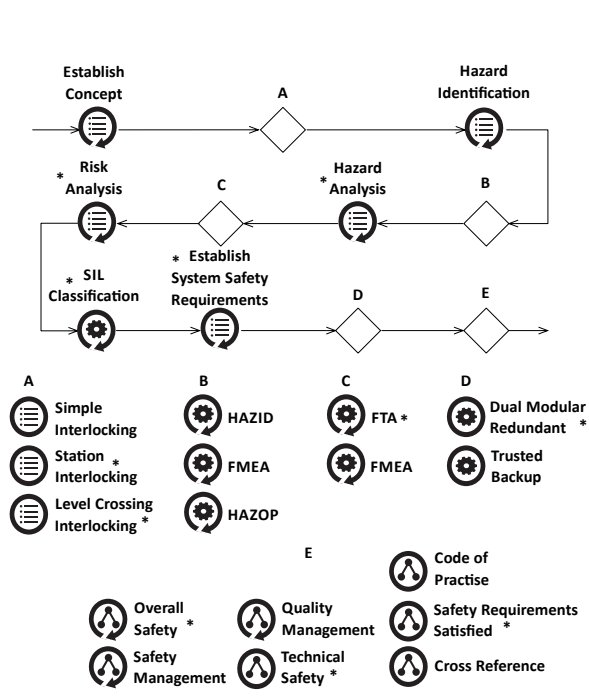 Establish
Concept
A
Hazard
Identification
* Risk
Analysis
C
* Hazard
Analysis
B
* SIL
Classification
* Establish
System Safety
Requirements
D
E
A
Simple
Interlocking
Station
Interlocking *
Level Crossing
Interlocking *
B
HAZID
FMEA
HAZOP
C
FTA *
FMEA
D
Dual Modular
Redundant *
Trusted
Backup
E
Overall
Safety *
Safety
Management
Quality
Management
Technical
Safety *
Code of
Practise
Safety Requirements
Satisfied *
Cross Reference